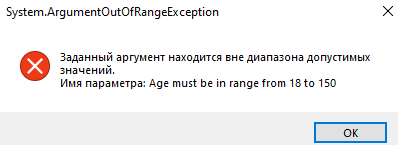 System.ArgumentOutOfRangeException
Заданный аргумент находится вне диапазона допустимых
значений.
Имя параметра: Age must be in range from 18 to 150
OK